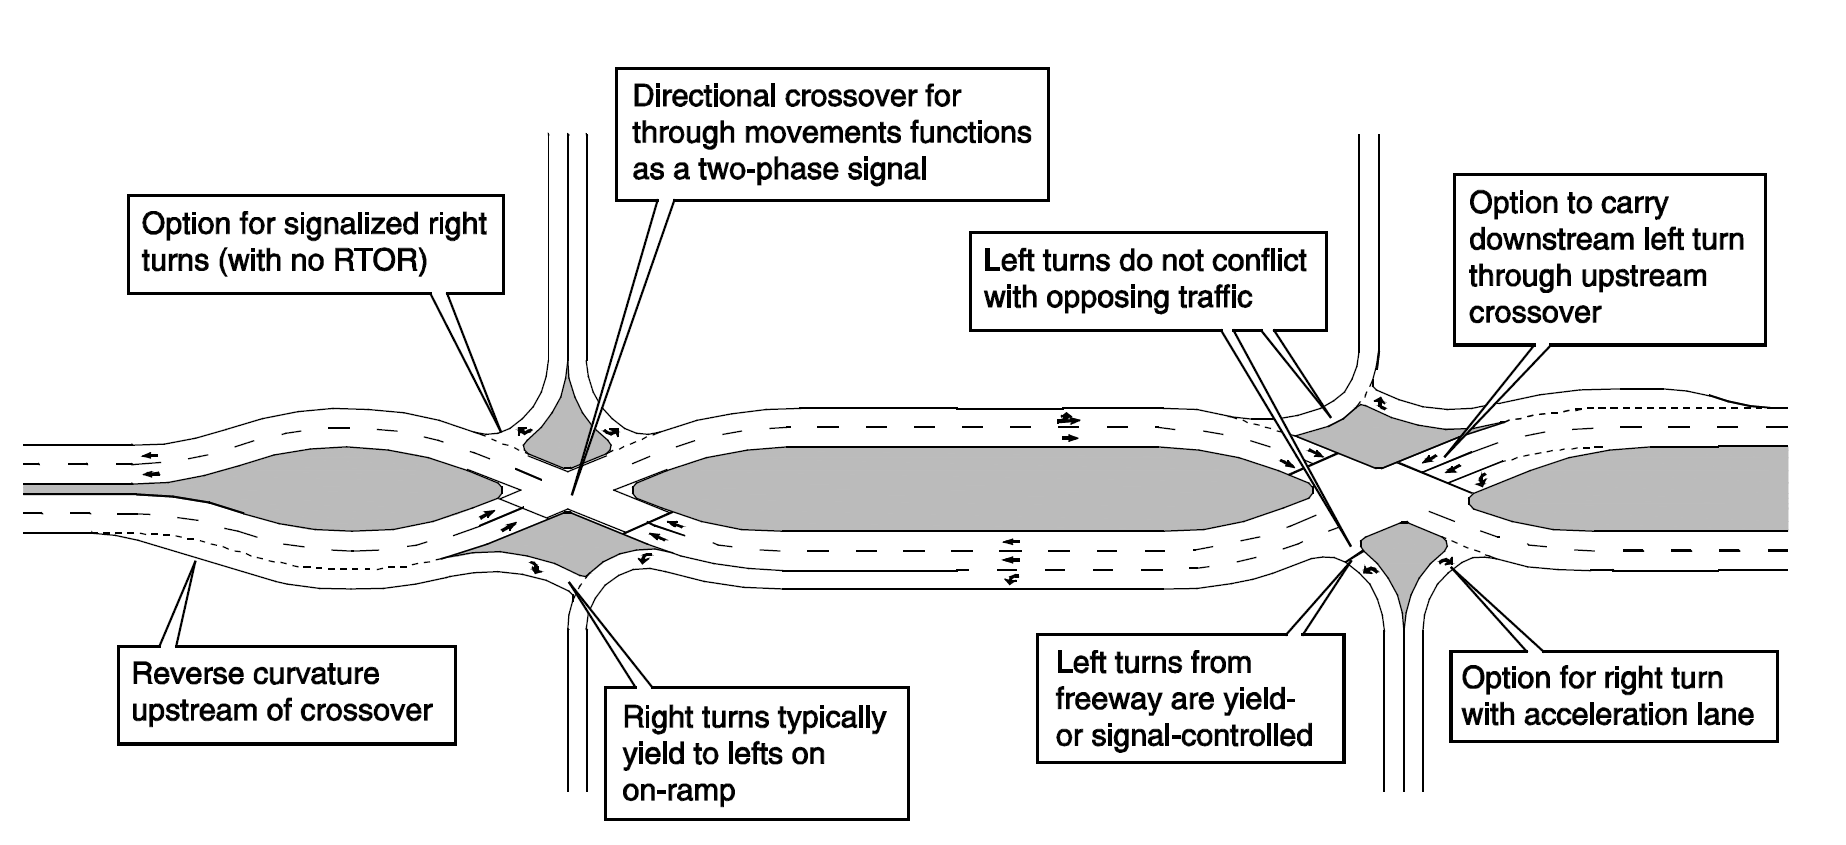 Directional crossover for
through movements functions
as a two-phase signal
Option for signalized right
turns (with no RTOR)
Left turns do not conflict
with opposing traffic
Option to carry
downstream left turn
through upstream
crossover
Reverse curvature
upstream of crossover
Right turns typically
yield to lefts on
on-ramp
Left turns from
freeway are yield-
or signal-controlled
Option for right turn
with acceleration lane